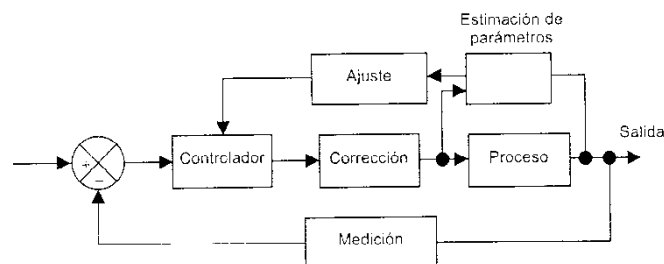 Estimación de
parámetros
Ajuste
Salida
+
Controlador
Corrección
Proceso
−
Medición